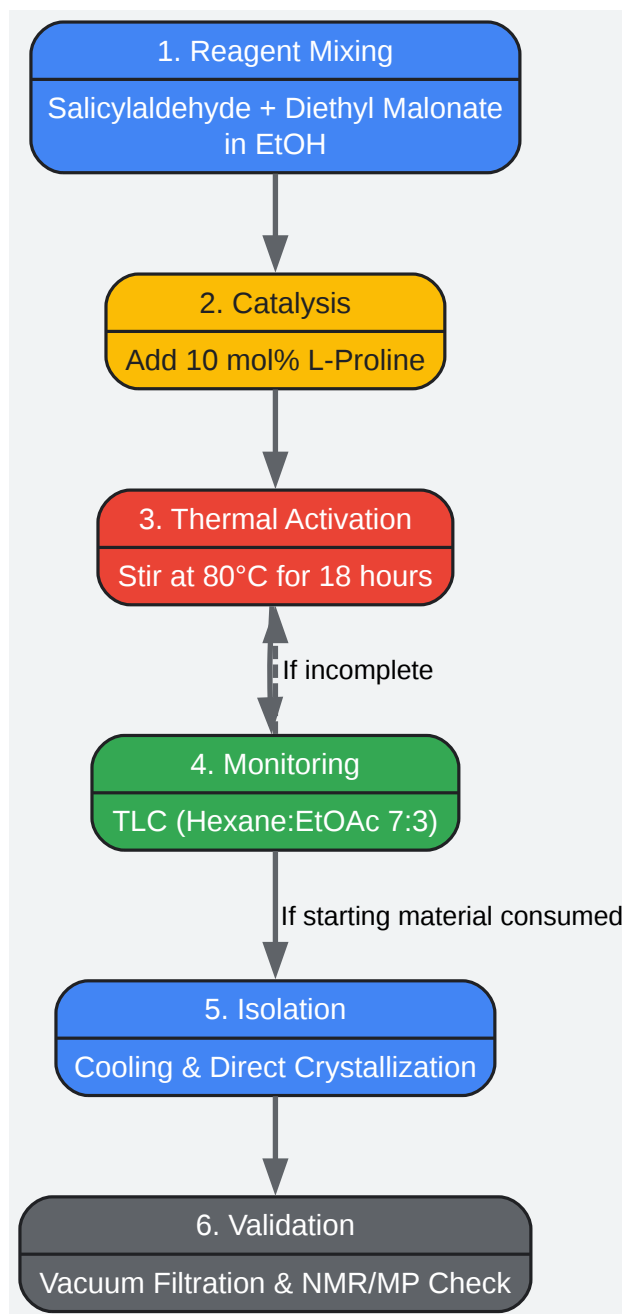 1. Reagent Mixing
Salicylaldehyde + Diethyl Malonate
in EtOH
2. Catalysis
Add 10 mol% L-Proline
3. Thermal Activation
Stir at 80°C for 18 hours
If incomplete
4. Monitoring
TLC (Hexane:EtOAc 7:3)
If starting material consumed
5. Isolation
Cooling & Direct Crystallization
6. Validation
Vacuum Filtration & NMR/MP Check